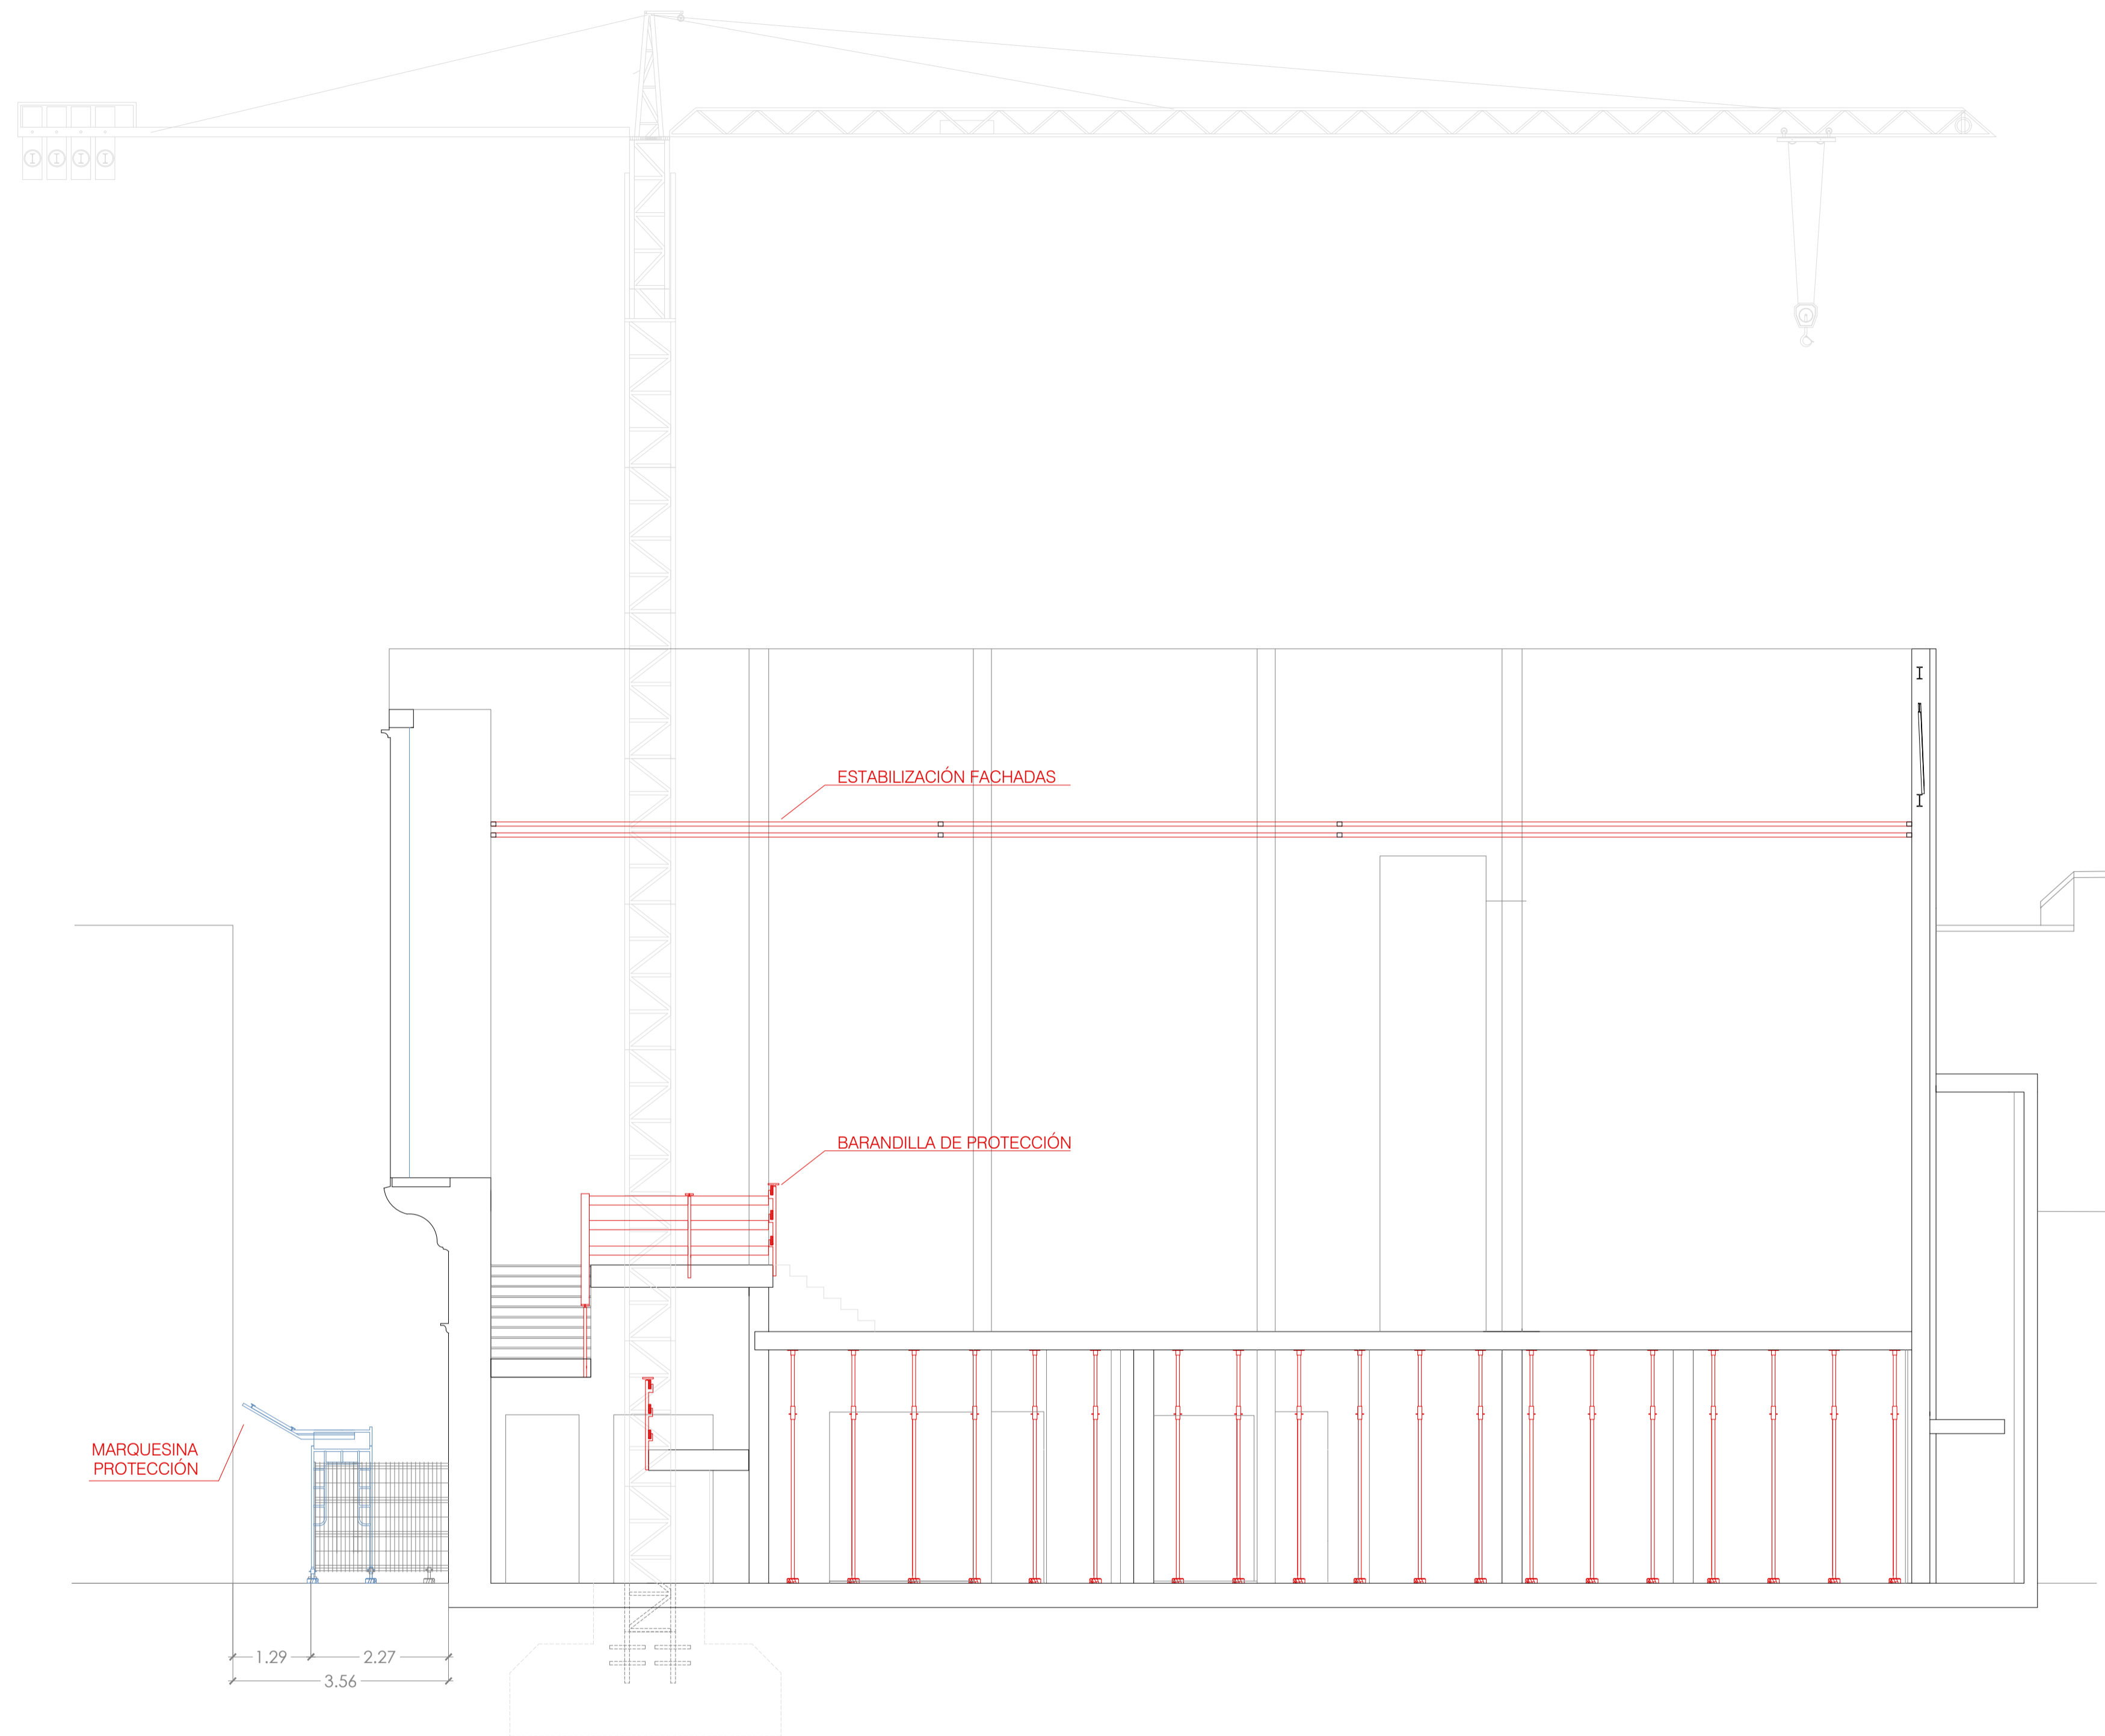 ESTABILIZACIÓN FACHADAS
BARANDILLA DE PROTECCIÓN
MARQUESINA
PROTECCIÓN
1.29
2.27
3.56